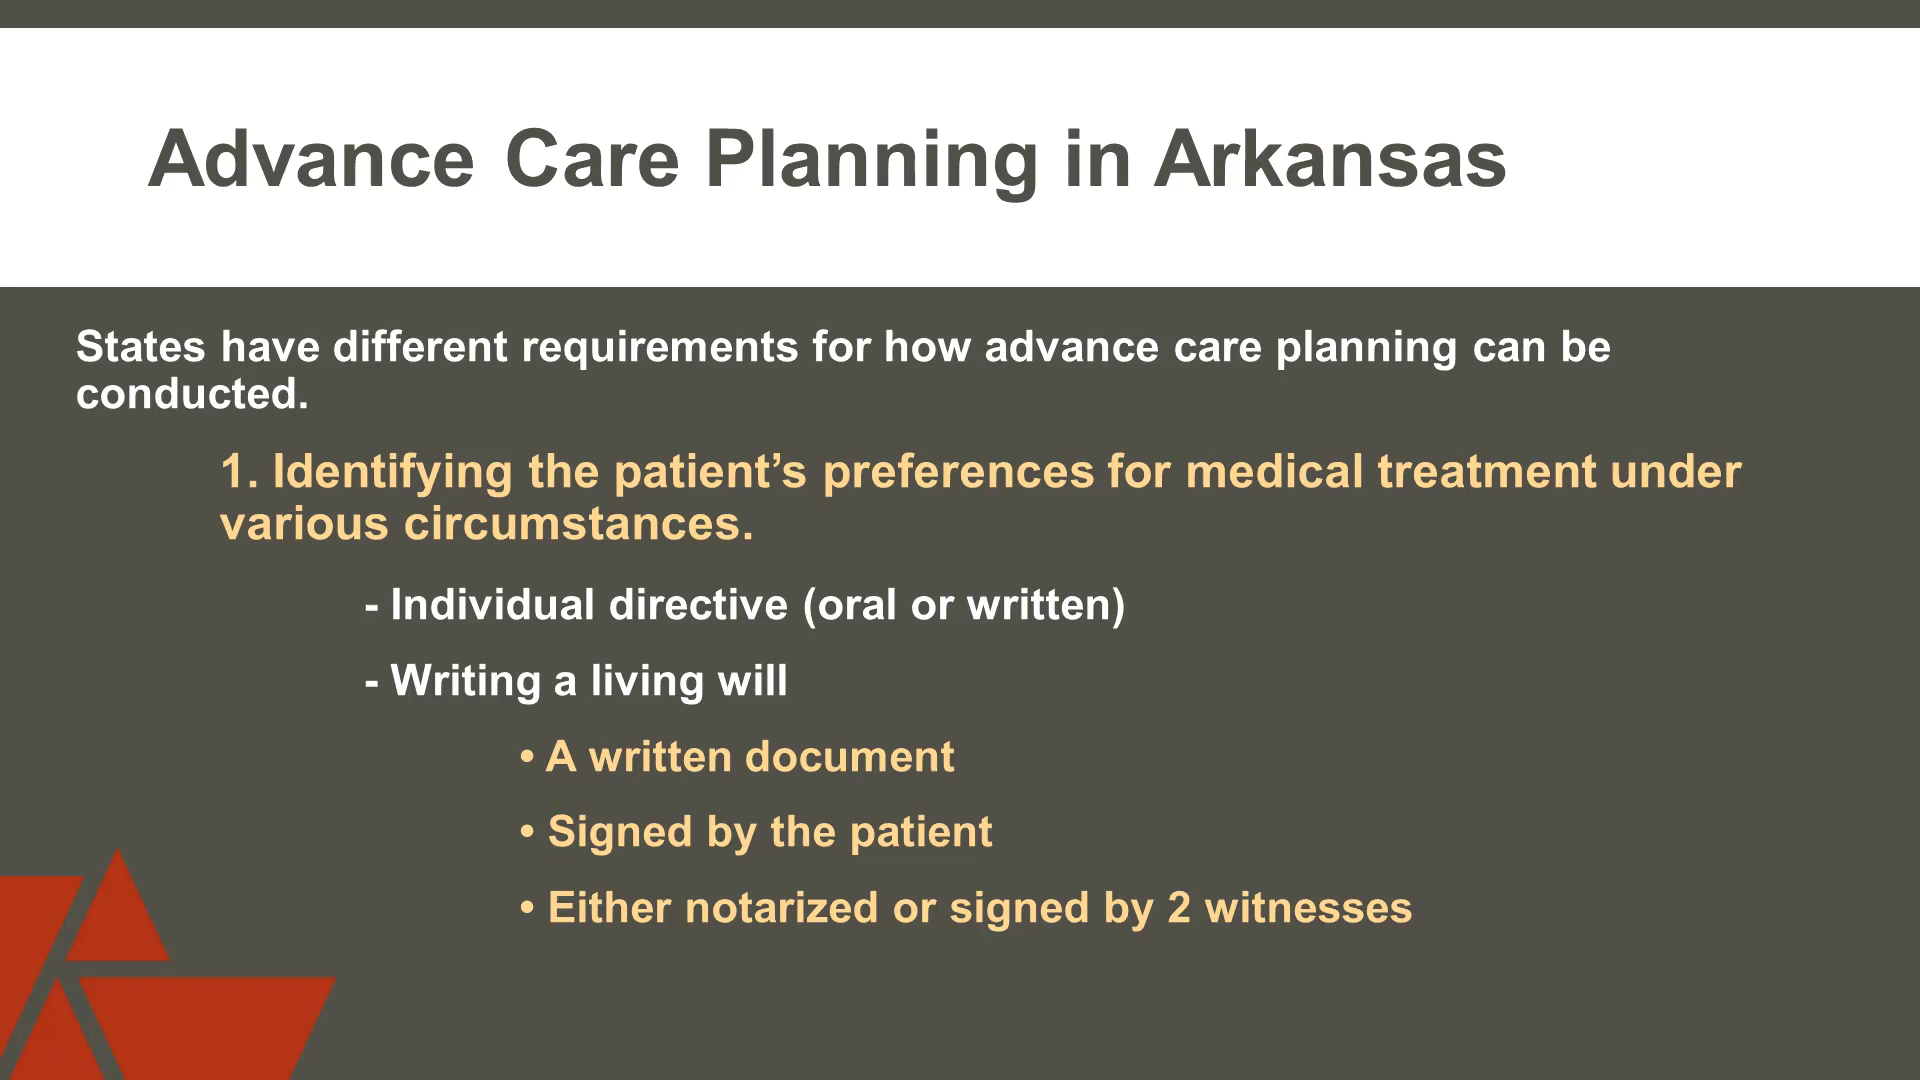 Advance Care Planning in Arkansas
States have different requirements for how advance care planning can be
conducted.
1. Identifying the patient’s preferences for medical treatment under
various circumstances.
- Individual directive (oral or written)
- Writing a living will
• A written document
• Signed by the patient
• Either notarized or signed by 2 witnesses